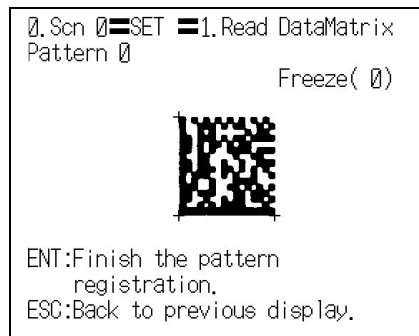 0.Scn 0=SET =1.Read DataMatrix
Pattern 0
Freeze( 0)
ENT:Finish the pattern
registration.
ESC:Back to previous display.